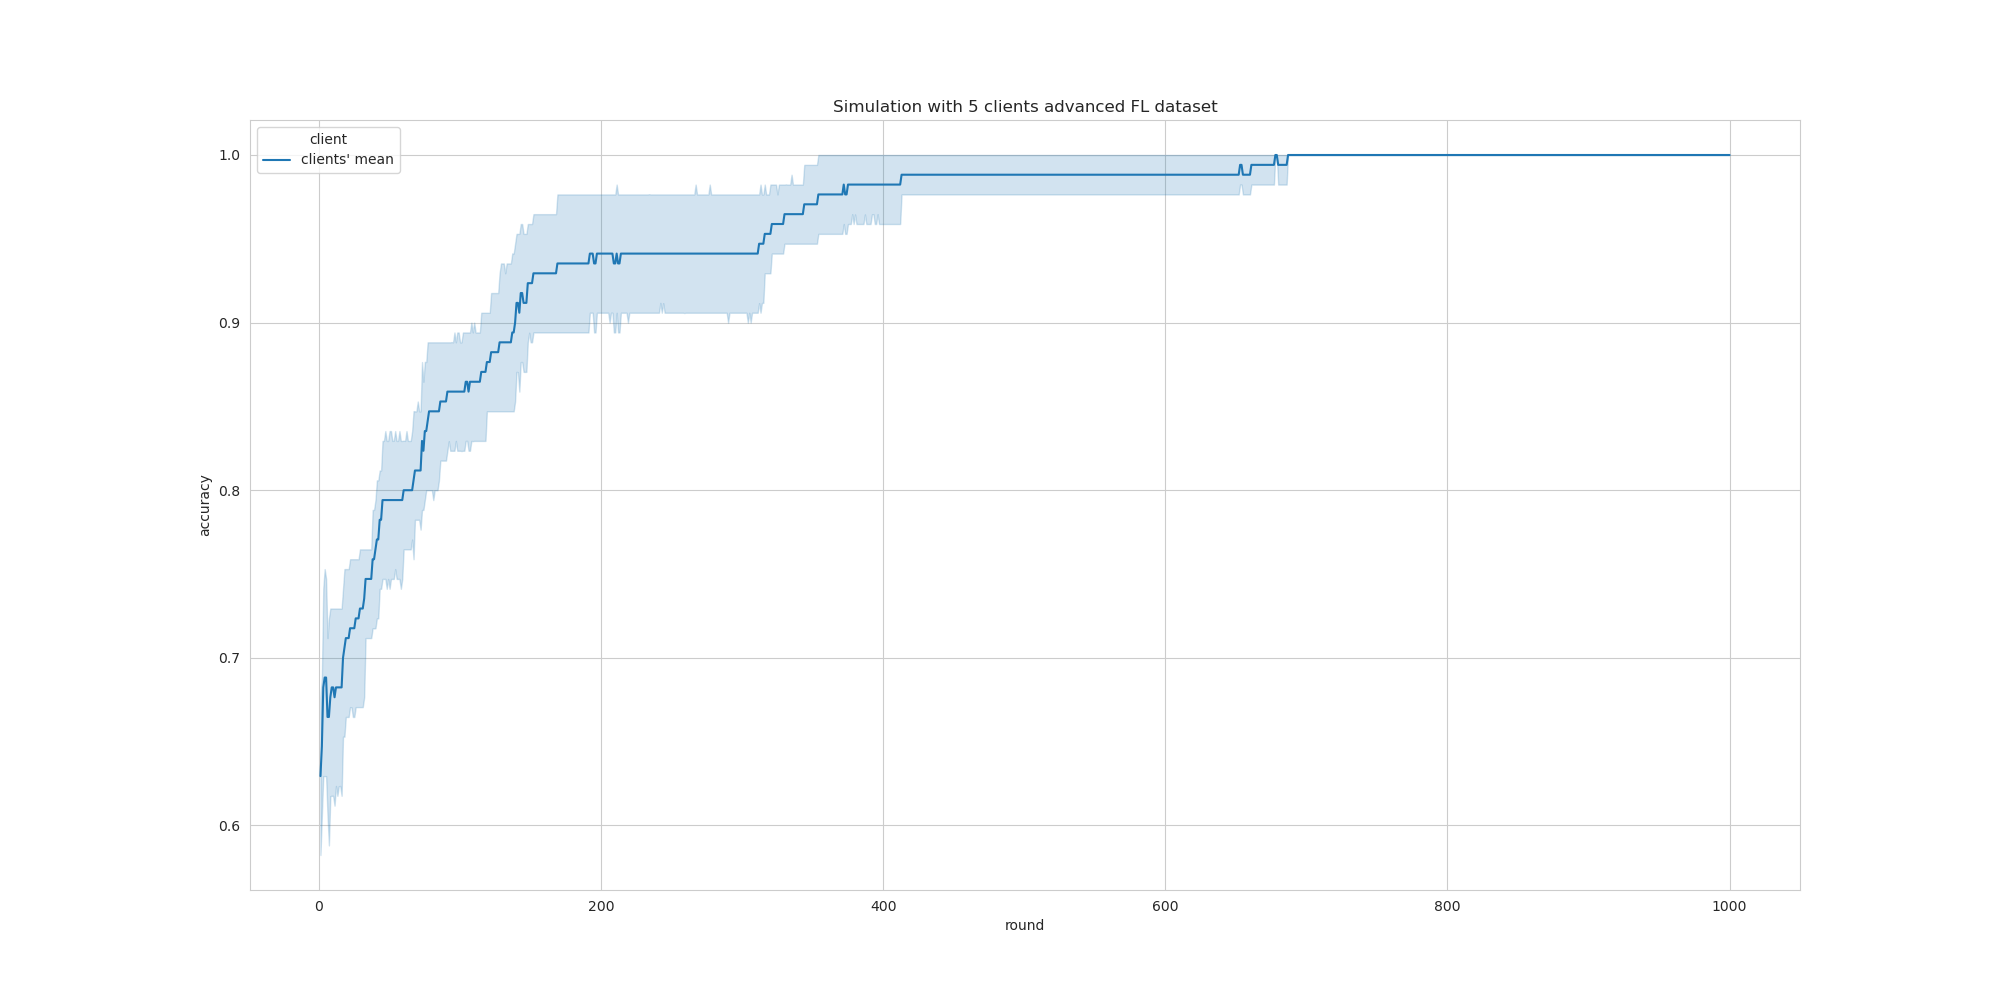 Simulation with 5 clients advanced FL dataset
client
clients' mean
1.0
0.9
0.8
0.7
0.6
accuracy
0 200 400 600 800 1000
round